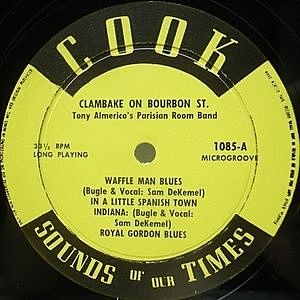 COOK
CLAMBAKE ON BOURBON ST.
Tony Almerico's Parisian Room Band
33⅓ RPM
LONG PLAYING
1085-A
MICROGROOVE
WAFFLE MAN BLUES
(Bugle & Vocal: Sam DeKemel)
IN A LITTLE SPANISH TOWN
INDIANA: (Bugle & Vocal:
Sam DeKemel)
ROYAL GORDON BLUES
SOUNDS OF OUR TIMES